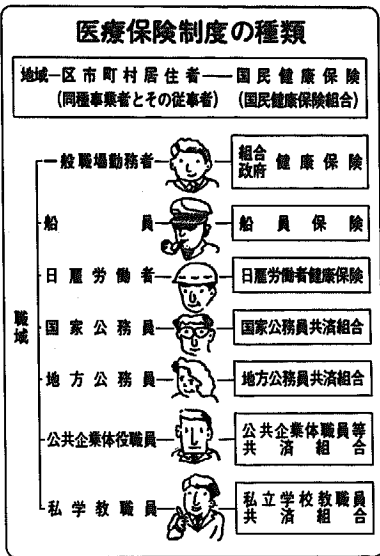 医療保険制度の種類
地域―区市町村居住者――国民健康保険
(同種事業者とその従事者) (国民健康保険組合)
職域
一般職場勤務者 組合 政府 健康保険
船員 船員保険
日雇労働者 日雇労働者健康保険
国家公務員 国家公務員共済組合
地方公務員 地方公務員共済組合
公共企業体役職員 公共企業体職員等
共済組合
私学教職員 私立学校教職員
共済組合